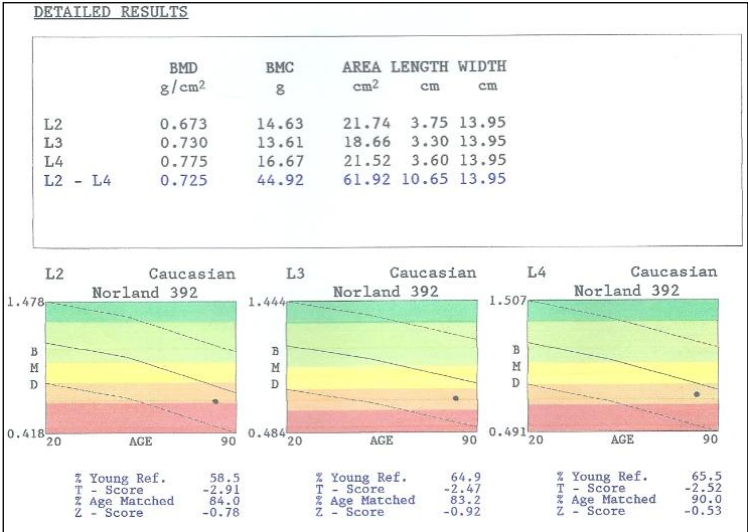 DETAILED RESULTS
BMD BMC AREA LENGTH WIDTH
g/cm² g cm² cm cm
L2 0.673 14.63 21.74 3.75 13.95
L3 0.730 13.61 18.66 3.30 13.95
L4 0.775 16.67 21.52 3.60 13.95
L2 - L4 0.725 44.92 61.92 10.65 13.95
L2 Caucasian
Norland 392
1.478
B
M
D
0.418
20 AGE 90
% Young Ref. 58.5
T - Score -2.91
% Age Matched 84.0
Z - Score -0.78
L3 Caucasian
Norland 392
1.444
B
M
D
0.484
20 AGE 90
% Young Ref. 64.9
T - Score -2.47
% Age Matched 83.2
Z - Score -0.92
L4 Caucasian
Norland 392
1.507
B
M
D
0.491
20 AGE 90
% Young Ref. 65.5
T - Score -2.52
% Age Matched 90.0
Z - Score -0.53